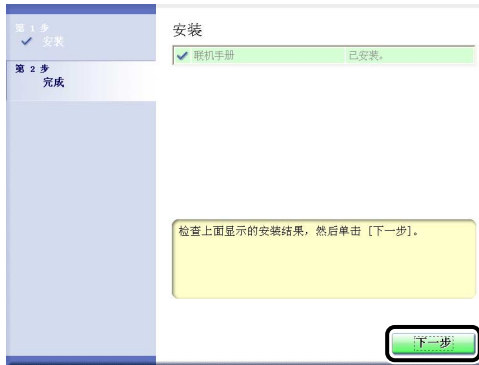 第 1 步
安装
第 2 步
完成
安装
联机手册 已安装。
检查上面显示的安装结果，然后单击 [下一步]。
下一步